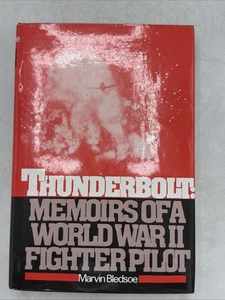 THUNDERBOLT!
MEMOIRS OF A
WORLD WAR II
FIGHTER PILOT
Marvin Bledsoe